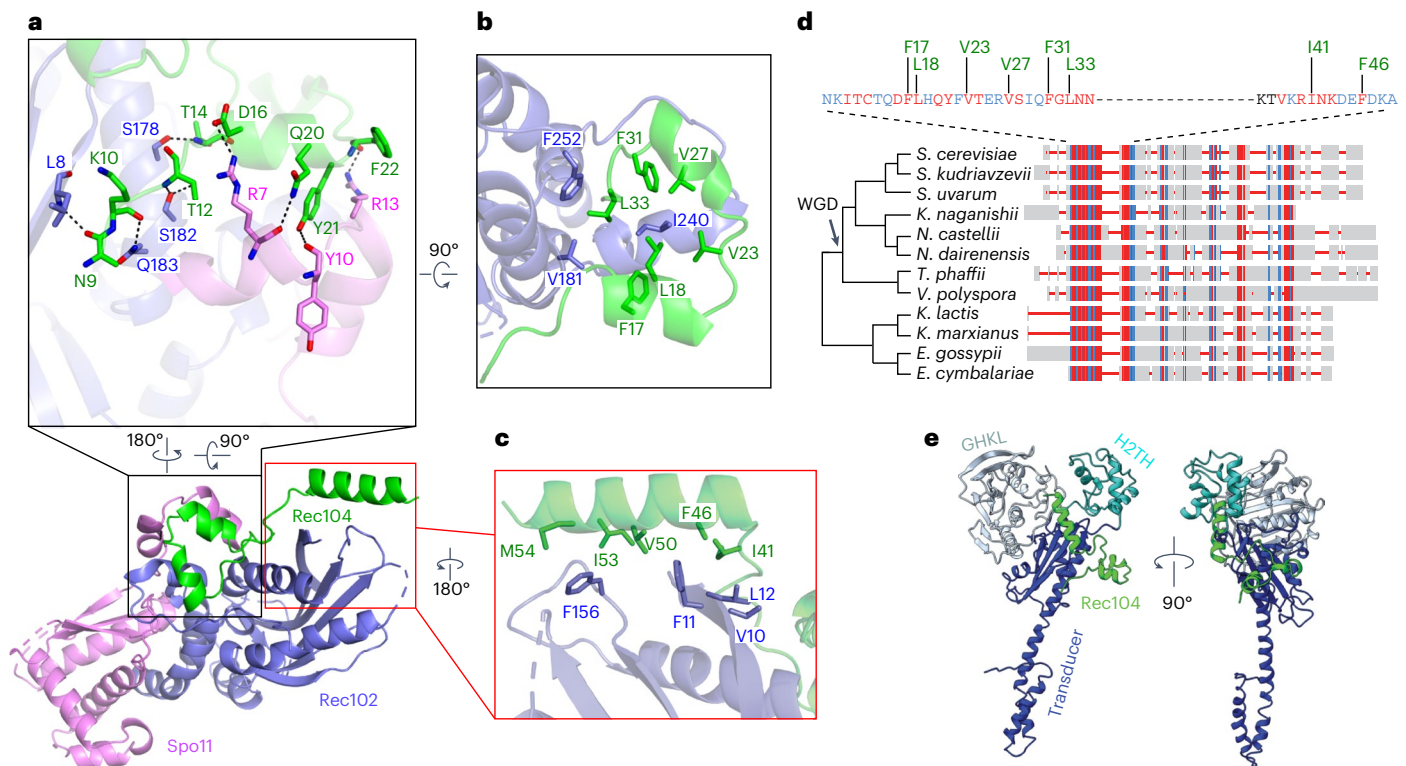 a
L8
K10
S178
T14
D16
Q20
F22
R7
R13
T12
S182
Y21
Y10
Q183
N9
180°
90°
Rec104
Rec102
Spo11
90°
180°
b
F252
F31
V27
L33
I240
V181
V23
L18
F17
c
M54
I53
V50
F46
I41
F156
F11
L12
V10
d
F17
L18
V23
V27
F31
L33
I41
F46
NKITCTQDFLHQYFVTERVSIQFGLNN----------------KTVKRINKDEFDKA
WGD
S. cerevisiae
S. kudriavzevii
S. uvarum
K. naganishii
N. castellii
N. dairenensis
T. phaffii
V. polyspora
K. lactis
K. marxianus
E. gossypii
E. cymbalariae
e
GHKL
H2TH
Rec104
Transducer
90°